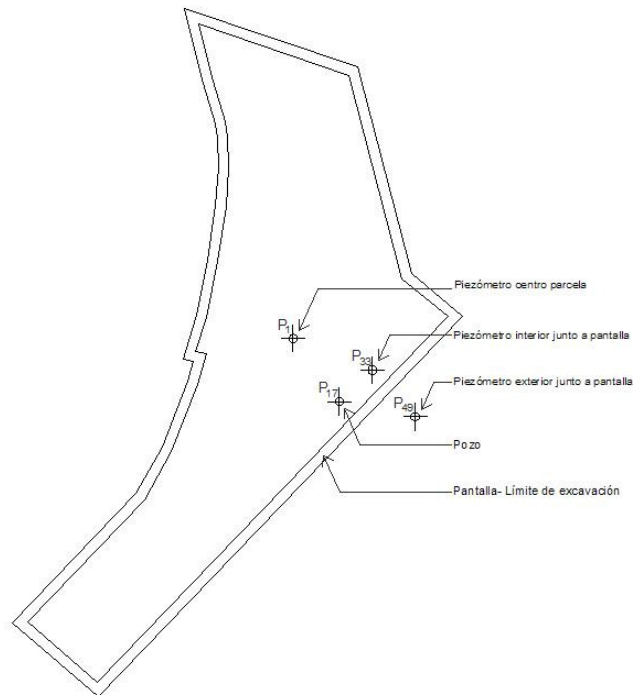 Piezómetro centro parcela
P1
Piezómetro interior junto a pantalla
P33
Piezómetro exterior junto a pantalla
P17
P49
Pozo
Pantalla- Límite de excavación